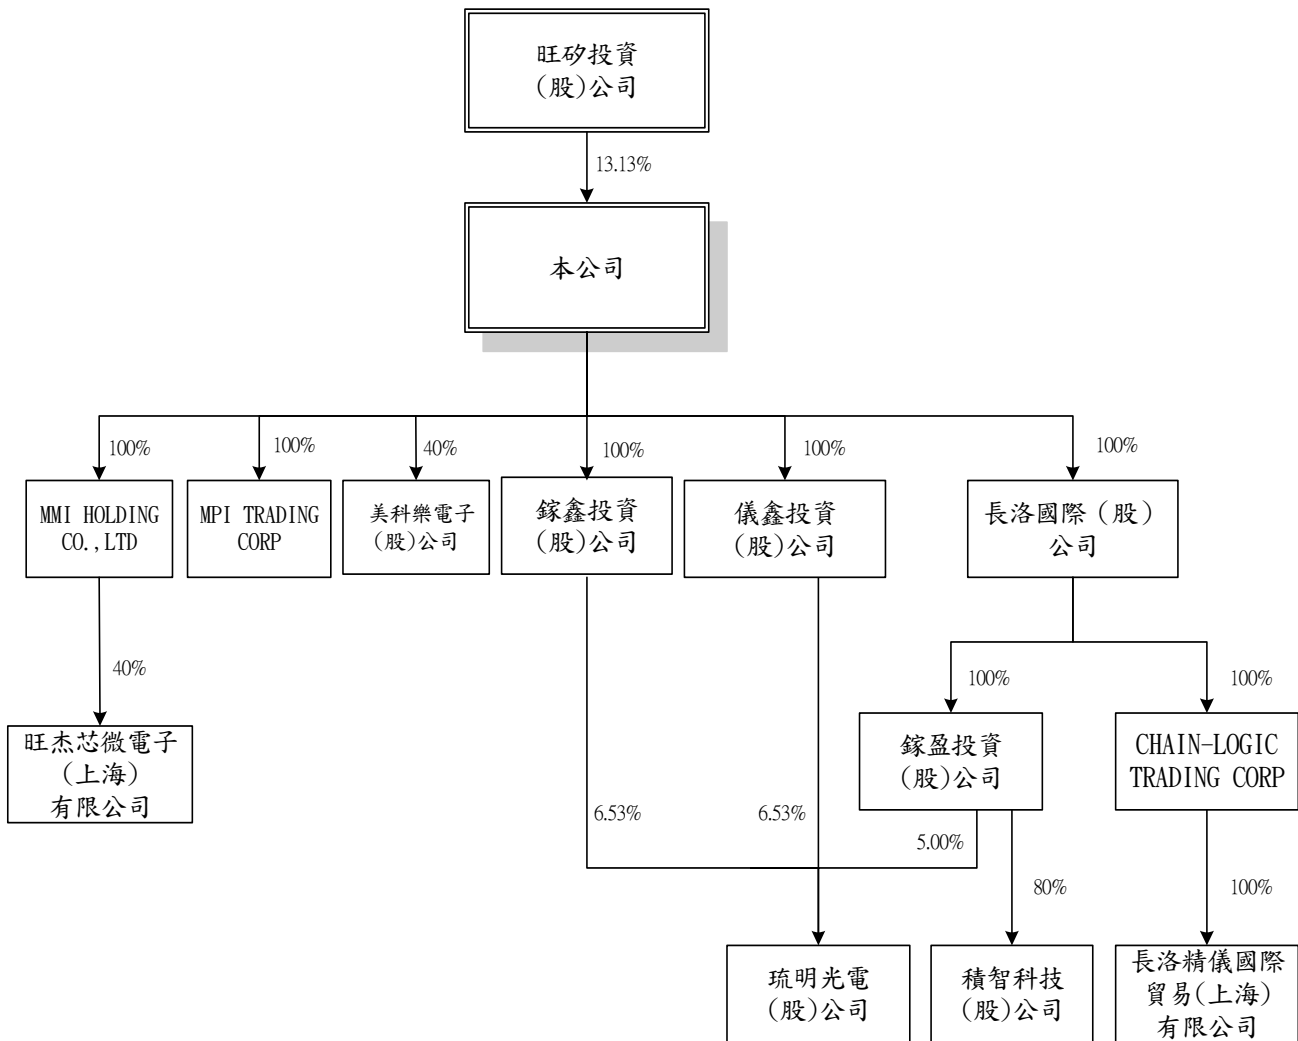 旺矽投資
(股)公司
13.13%
本公司
100%
100%
40%
100%
100%
100%
MMI HOLDING
CO.,LTD
MPI TRADING
CORP
美科樂電子
(股)公司
鎵鑫投資
(股)公司
儀鑫投資
(股)公司
長洛國際（股）
公司
40%
100%
100%
旺杰芯微電子
(上海)
有限公司
鎵盈投資
(股)公司
CHAIN-LOGIC
TRADING CORP
6.53%
6.53%
5.00%
80%
100%
琉明光電
(股)公司
積智科技
(股)公司
長洛精儀國際
貿易(上海)
有限公司